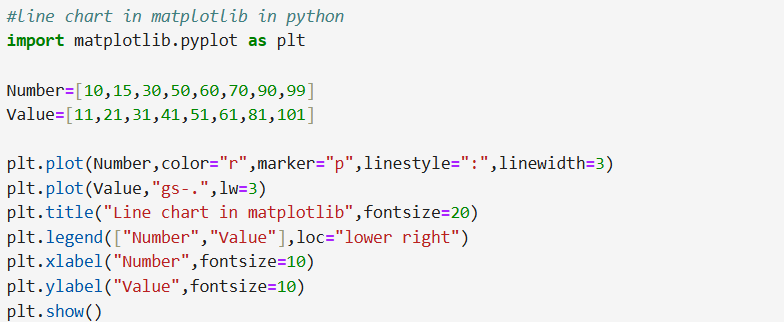 #line chart in matplotlib in python
import matplotlib.pyplot as plt
Number=[10,15,30,50,60,70,90,99]
Value=[11,21,31,41,51,61,81,101]
plt.plot(Number,color="r",marker="p",linestyle=":",linewidth=3)
plt.plot(Value,"gs-.",lw=3)
plt.title("Line chart in matplotlib",fontsize=20)
plt.legend(["Number","Value"],loc="lower right")
plt.xlabel("Number",fontsize=10)
plt.ylabel("Value",fontsize=10)
plt.show()